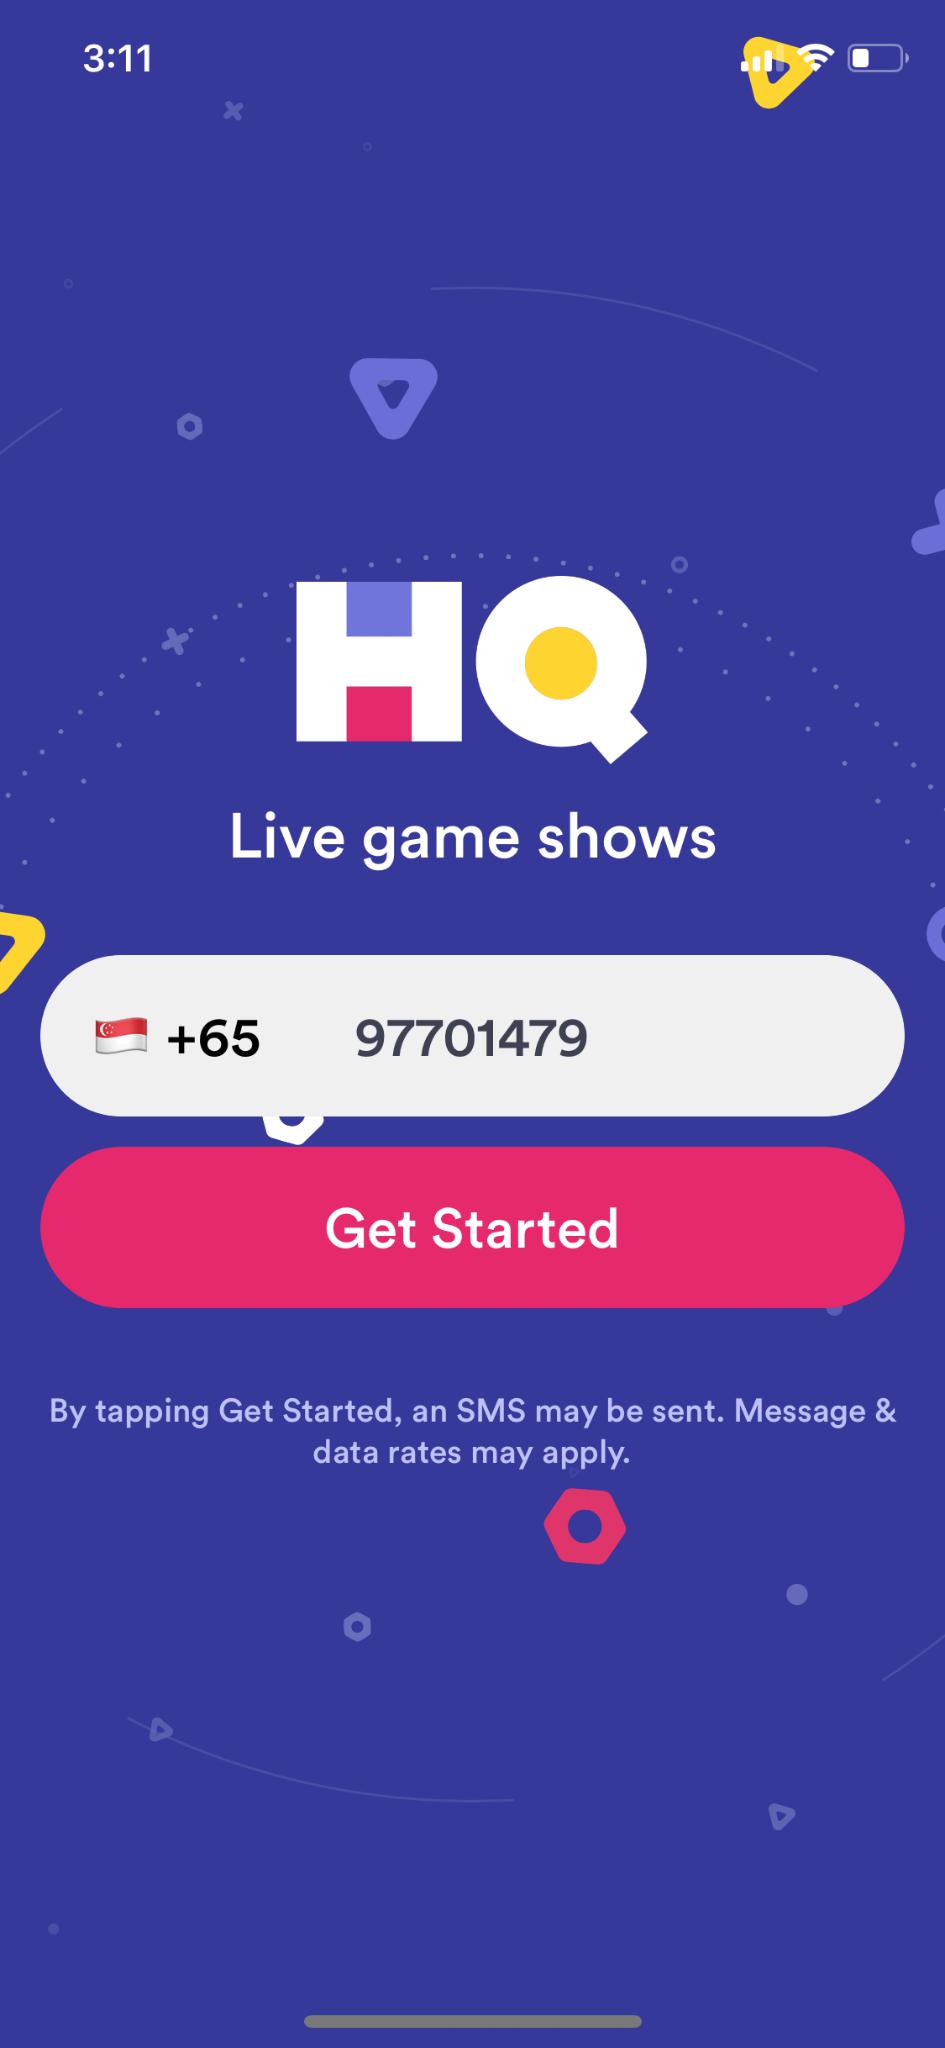 3:11
HQ
Live game shows
+65 97701479
Get Started
By tapping Get Started, an SMS may be sent. Message &
data rates may apply.